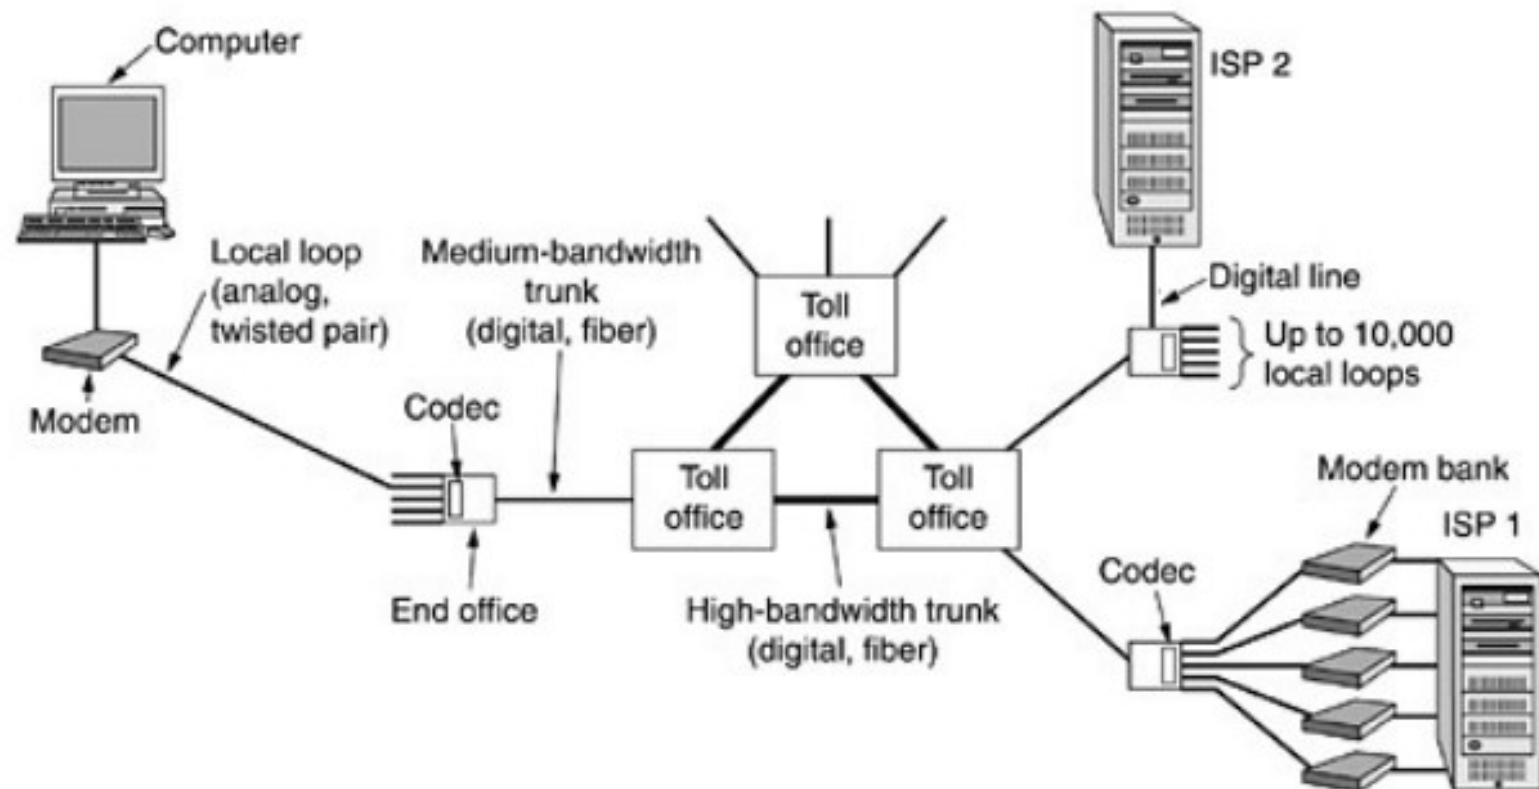 Computer
ISP 2
Local loop
(analog,
twisted pair)
Medium-bandwidth
trunk
(digital, fiber)
Toll
office
Digital line
Up to 10,000
local loops
Modem
Codec
Toll
office
Toll
office
Modem bank
ISP 1
End office
High-bandwidth trunk
(digital, fiber)
Codec